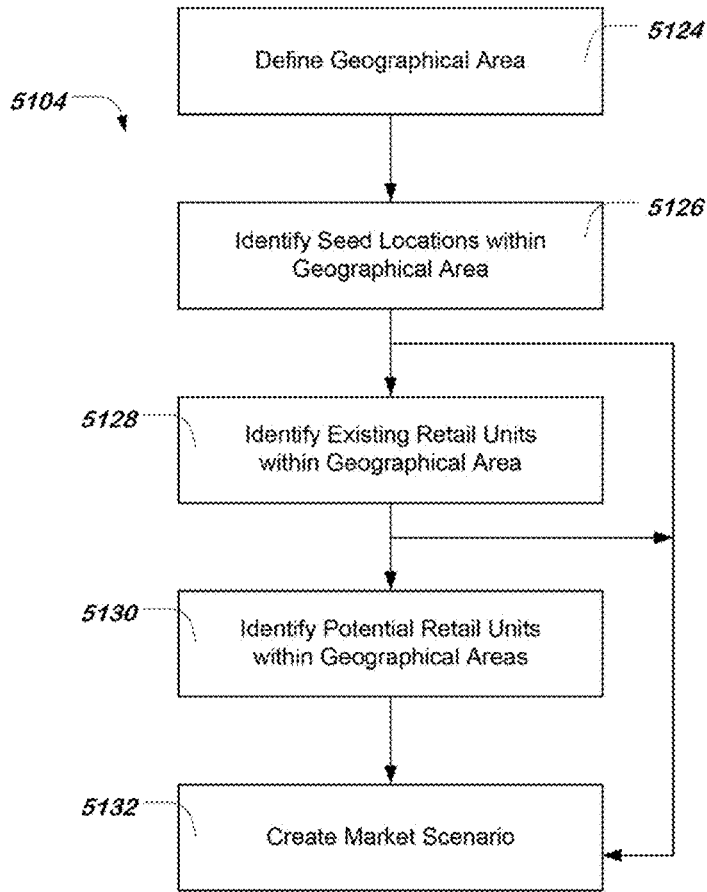 5104
Define Geographical Area
5124
Identify Seed Locations within
Geographical Area
5126
5128
Identify Existing Retail Units
within Geographical Area
5130
Identify Potential Retail Units
within Geographical Areas
5132
Create Market Scenario